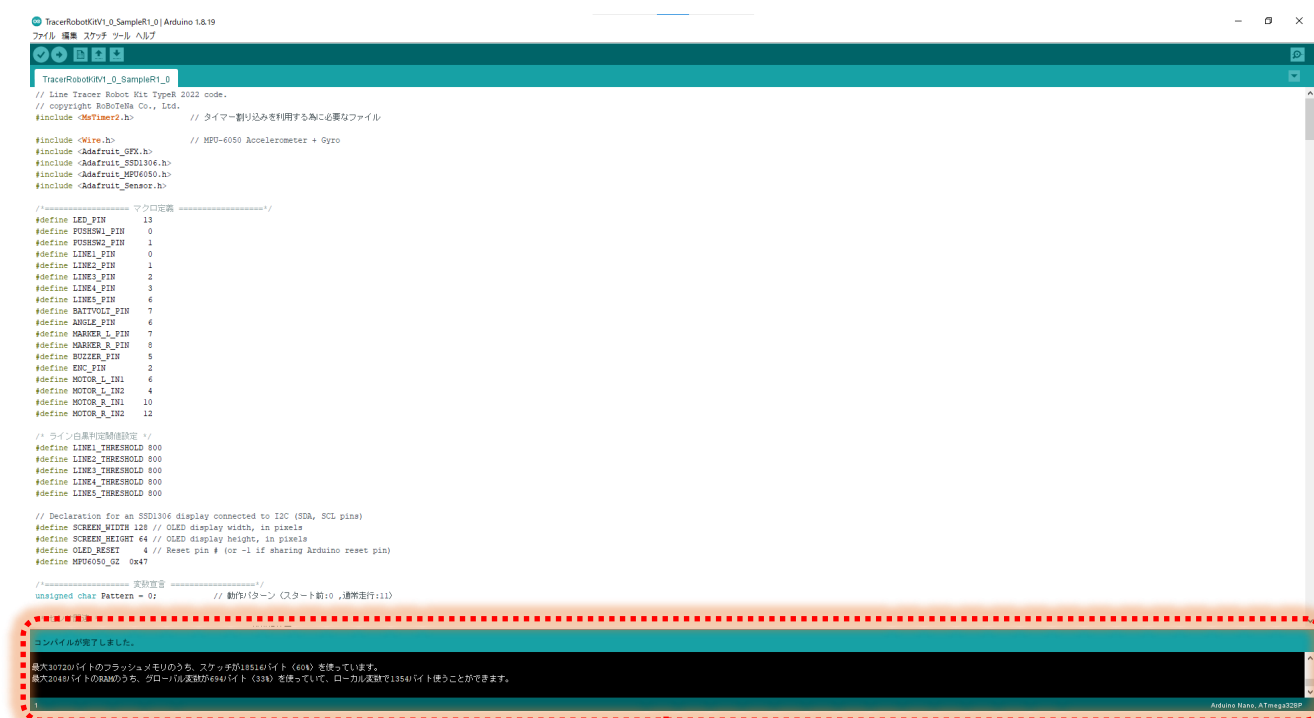 TracerRobotKitV1_0_SampleR1_0 | Arduino 1.8.19
ファイル 編集 スケッチ ツール ヘルプ
TracerRobotKitV1_0_SampleR1_0
// Line Tracer Robot Kit TypeR 2022 code.
// copyright RoBoTeNa Co., Ltd.
#include <MsTimer2.h> // タイマー割り込みを利用する為に必要なファイル
#include <Wire.h> // MPU-6050 Accelerometer + Gyro
#include <Adafruit_GFX.h>
#include <Adafruit_SSD1306.h>
#include <Adafruit_MPU6050.h>
#include <Adafruit_Sensor.h>
/*================== マクロ定義 ==================*/
#define LED_PIN 13
#define PUSHSW1_PIN 0
#define PUSHSW2_PIN 1
#define LINE1_PIN 0
#define LINE2_PIN 1
#define LINE3_PIN 2
#define LINE4_PIN 3
#define LINE5_PIN 6
#define BATTVOLT_PIN 7
#define ANGLE_PIN 6
#define MARKER_L_PIN 7
#define MARKER_R_PIN 8
#define BUZZER_PIN 5
#define ENC_PIN 2
#define MOTOR_L_IN1 6
#define MOTOR_L_IN2 4
#define MOTOR_R_IN1 10
#define MOTOR_R_IN2 12
/* ライン白黒判定閾値設定 */
#define LINE1_THRESHOLD 800
#define LINE2_THRESHOLD 800
#define LINE3_THRESHOLD 800
#define LINE4_THRESHOLD 800
#define LINE5_THRESHOLD 800
// Declaration for an SSD1306 display connected to I2C (SDA, SCL pins)
#define SCREEN_WIDTH 128 // OLED display width, in pixels
#define SCREEN_HEIGHT 64 // OLED display height, in pixels
#define OLED_RESET 4 // Reset pin # (or -1 if sharing Arduino reset pin)
#define MPU6050_GZ 0x47
/*================== 変数宣言 ==================*/
unsigned char Pattern = 0; // 動作パターン（スタート前:0 ,通常走行:11）
コンパイルが完了しました。
最大30720バイトのフラッシュメモリのうち、スケッチが18516バイト（60%）を使っています。
最大2048バイトのRAMのうち、グローバル変数が694バイト（33%）を使っていて、ローカル変数で1354バイト使うことができます。
1
Arduino Nano, ATmega328P